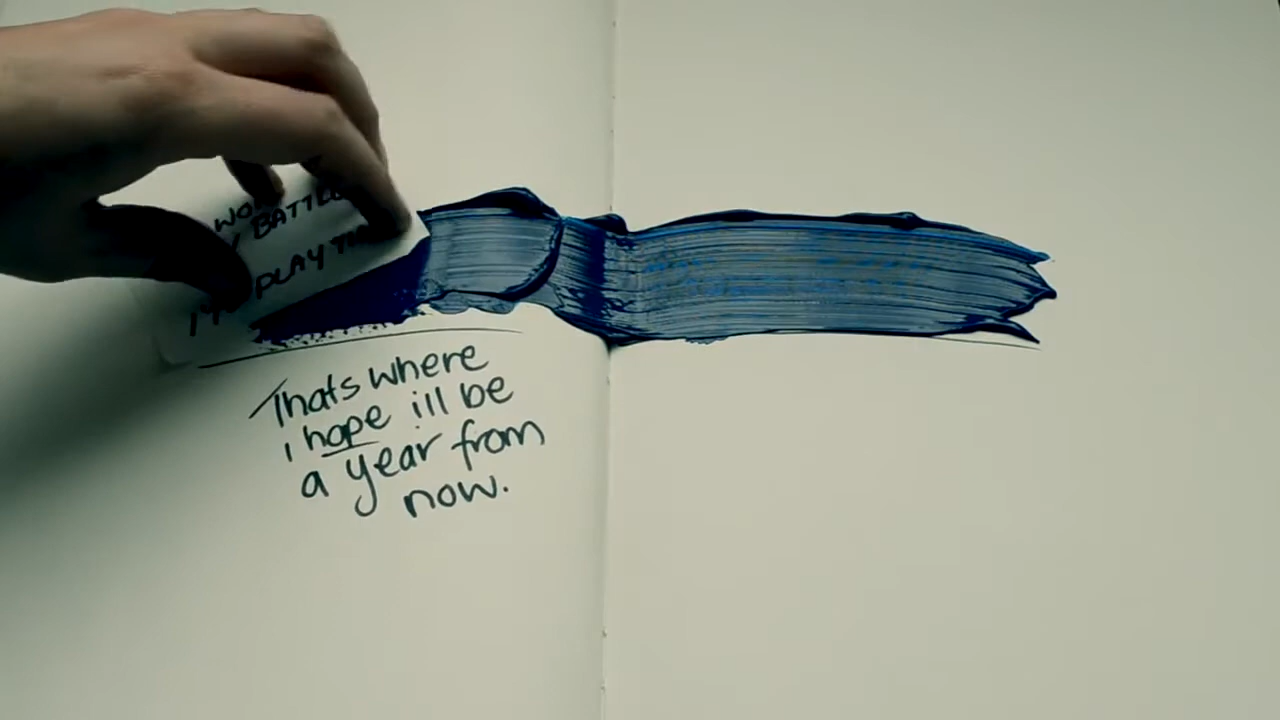 BATTLE
PLAY
Thats where
i hope ill be
a year from
now.